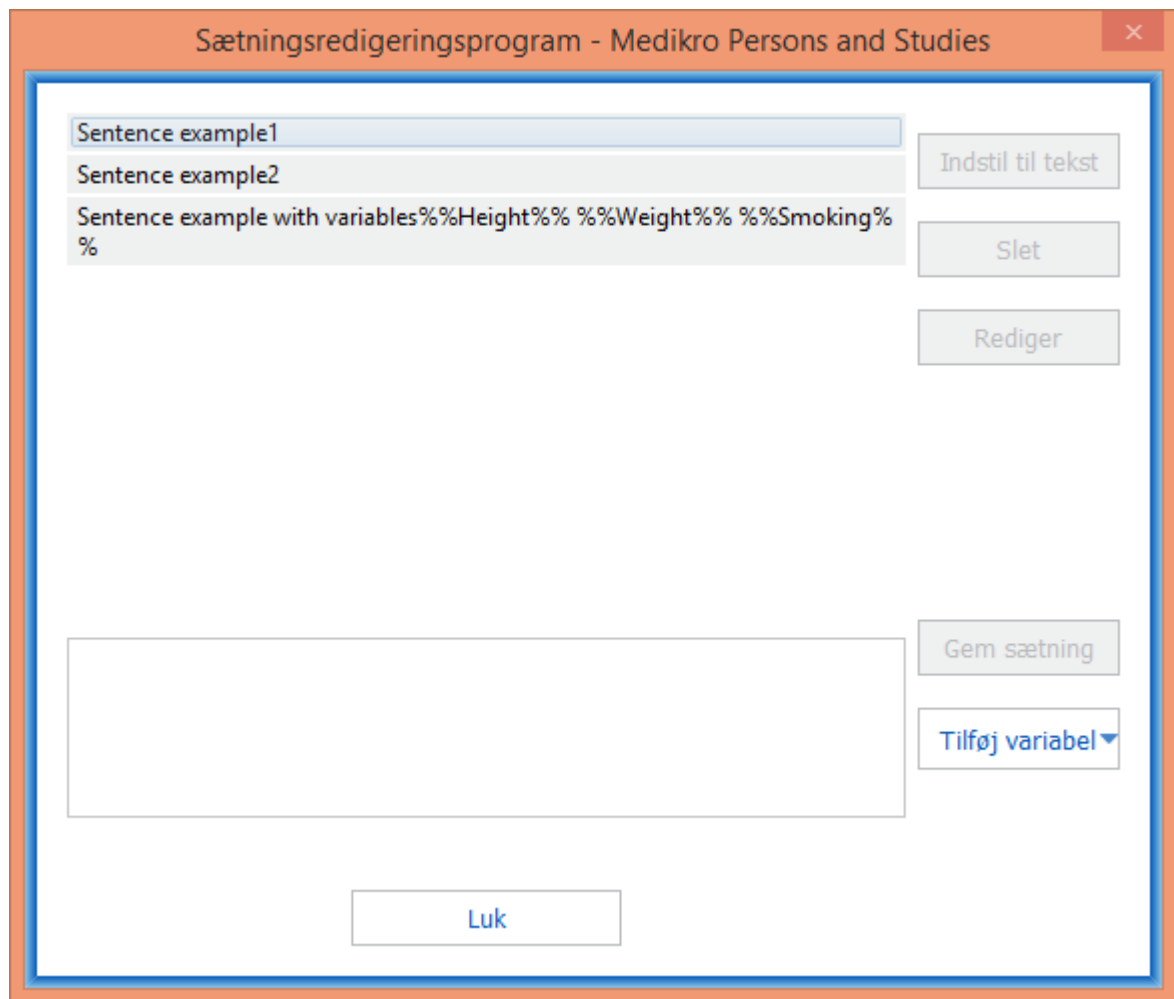 Sætningsredigeringsprogram - Medikro Persons and Studies
Sentence example1
Sentence example2
Sentence example with variables%%Height%% %%Weight%% %%Smoking%
%
Indstil til tekst
Slet
Rediger
Gem sætning
Tilføj variabel
Luk